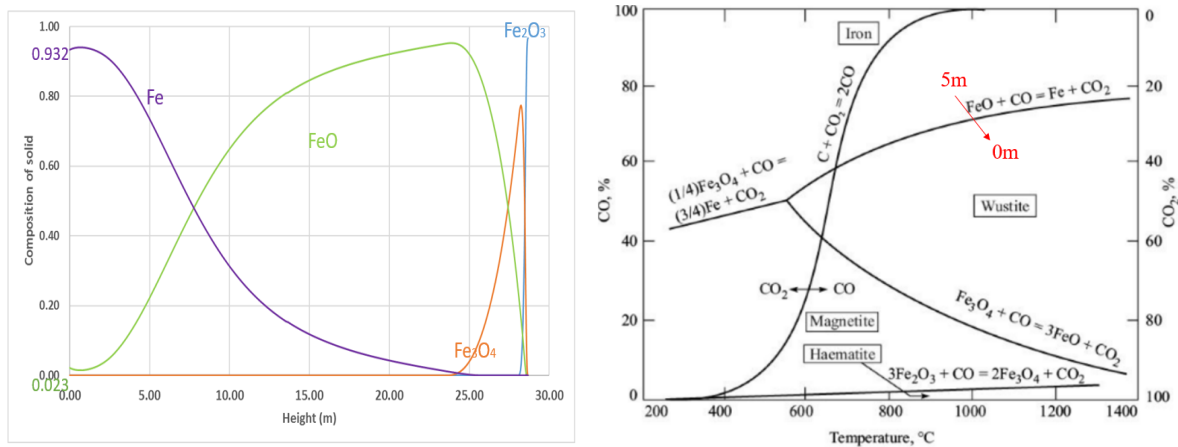 1.00
0.80
0.60
0.40
0.20
0.00
0.932
0.023
Composition of solid
Fe
FeO
Fe₃O₄
Fe₂O₃
0.00 5.00 10.00 15.00 20.00 25.00 30.00
Height (m)
100
80
60
40
20
0
CO, %
0
20
40
60
80
100
CO₂, %
Iron
5m
FeO + CO = Fe + CO₂
0m
C + CO₂ = 2CO
(1/4)Fe₃O₄ + CO =
(3/4)Fe + CO₂
Wustite
CO₂ CO
Fe₃O₄ + CO = 3FeO + CO₂
Magnetite
Haematite
3Fe₂O₃ + CO = 2Fe₃O₄ + CO₂
200 400 600 800 1000 1200 1400
Temperature, °C